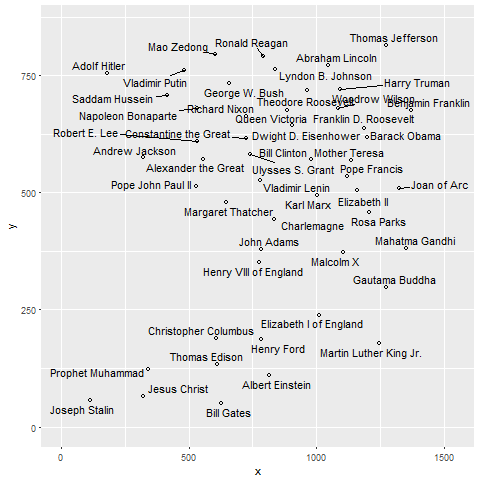 Thomas Jefferson
Ronald Reagan
Mao Zedong
Abraham Lincoln
Adolf Hitler
750
Lyndon B. Johnson
Vladimir Putin
Harry Truman
George W. Bush
Saddam Hussein
Woodrow Wilson
Theodore Roosevelt
Benjamin Franklin
Richard Nixon
Napoleon Bonaparte
Queen Victoria
Franklin D. Roosevelt
Robert E. Lee
Constantine the Great
Dwight D. Eisenhower
Barack Obama
Andrew Jackson
Bill Clinton
Mother Teresa
Alexander the Great
Ulysses S. Grant
Pope Francis
Pope John Paul II
Vladimir Lenin
Joan of Arc
500
Karl Marx
Elizabeth II
Margaret Thatcher
Rosa Parks
Charlemagne
y
John Adams
Mahatma Gandhi
Malcolm X
Henry VIII of England
Gautama Buddha
250
Elizabeth I of England
Christopher Columbus
Henry Ford
Martin Luther King Jr.
Thomas Edison
Prophet Muhammad
Albert Einstein
Jesus Christ
Joseph Stalin
Bill Gates
0
0
500
1000
1500
x